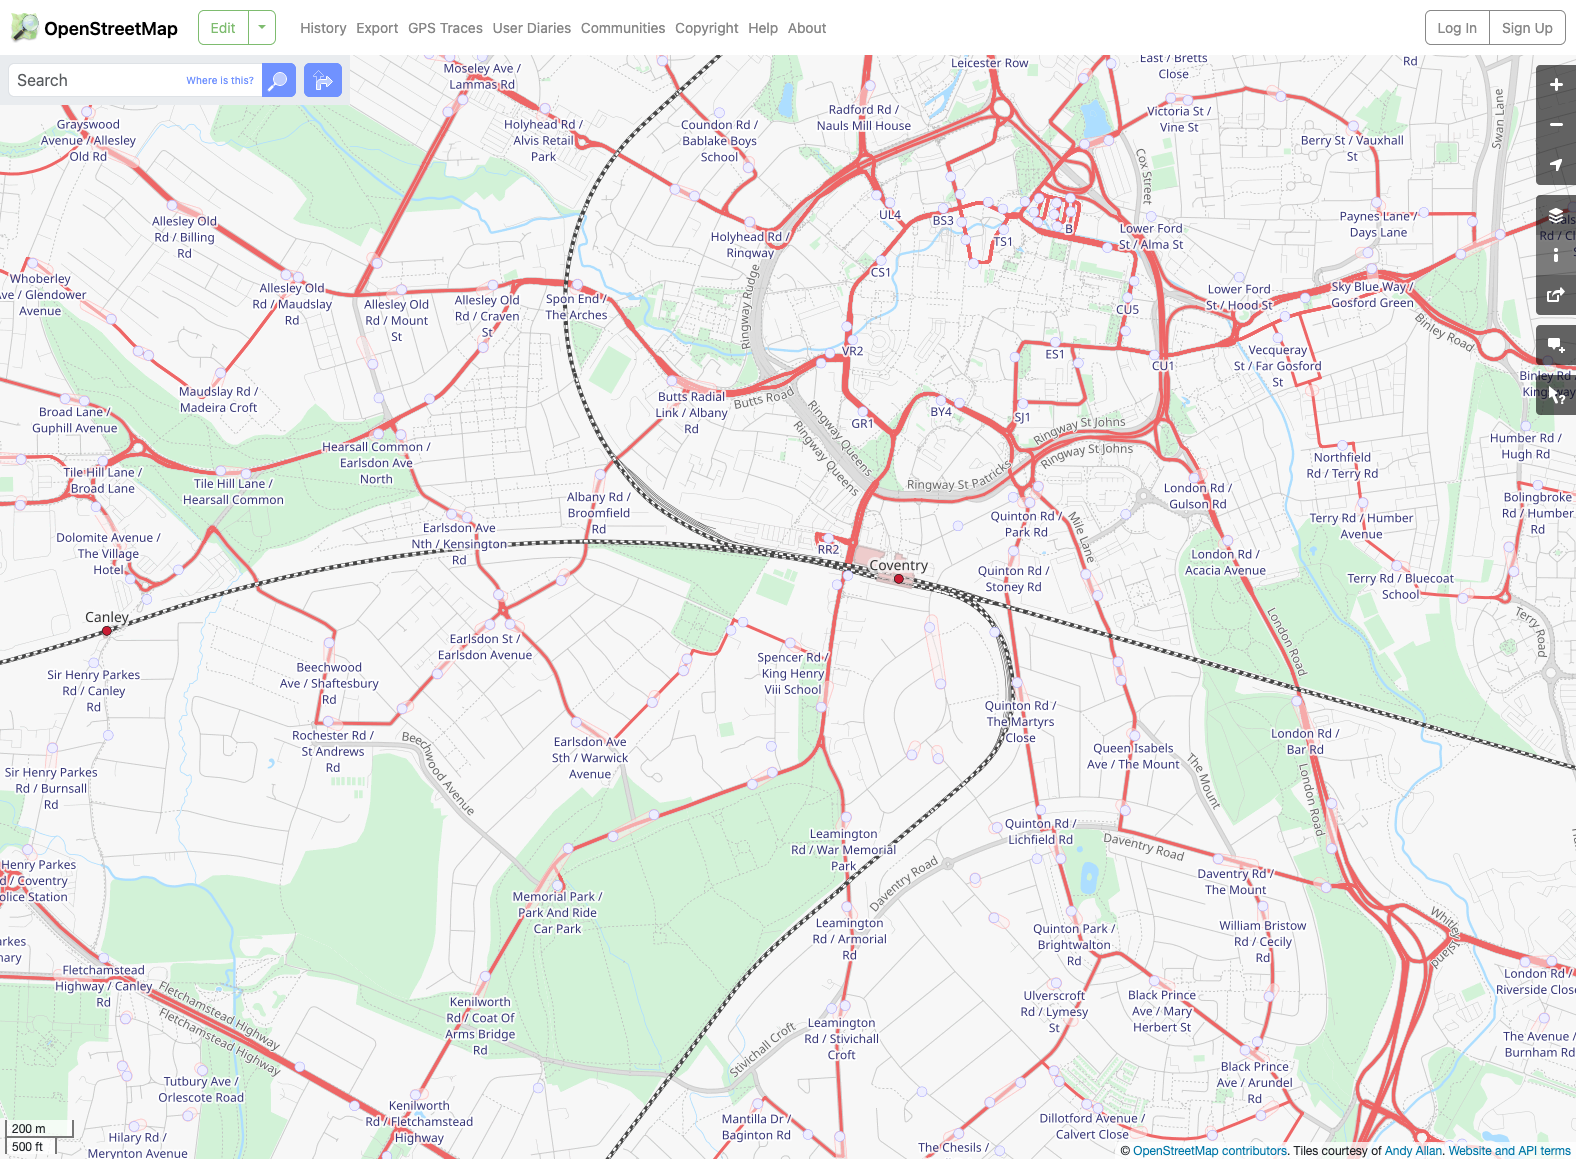 OpenStreetMap
Edit
History Export GPS Traces User Diaries Communities Copyright Help About
Log In Sign Up
Search
Where is this?
Moseley Ave /
Lammas Rd
Leicester Row
East / Bretts
Close
Rd
Grayswood
Avenue / Allesley
Old Rd
Holyhead Rd /
Alvis Retail
Park
Coundon Rd /
Bablake Boys
School
Radford Rd /
Nauls Mill House
Victoria St /
Vine St
Berry St / Vauxhall
St
Swan Lane
Cox Street
Allesley Old
Rd / Billing
Rd
Holyhead Rd /
Ringway
UL4
BS3
TS1
B
Lower Ford
St / Alma St
Paynes Lane /
Days Lane
Whoberley
Ave / Glendower
Avenue
Allesley Old
Rd / Maudslay
Rd
Allesley Old
Rd / Mount
St
Allesley Old
Rd / Craven
St
Spon End /
The Arches
Ringway Rudge
CS1
CU5
Lower Ford
St / Hood St
Sky Blue Way /
Gosford Green
Binley Road
VR2
ES1
CU1
Vecqueray
St / Far Gosford
St
Binley Rd
Maudslay Rd /
Madeira Croft
Butts Radial
Link / Albany
Rd
Butts Road
Broad Lane /
Guphill Avenue
Ringway Queens
Ringway Queens
GR1
BY4
SJ1
Ringway St Johns
Ringway St Johns
Humber Rd /
Hugh Rd
Hearsall Common /
Earlsdon Ave
North
Northfield
Rd / Terry Rd
Tile Hill Lane /
Broad Lane
Tile Hill Lane /
Hearsall Common
Ringway St Patricks
London Rd /
Gulson Rd
Bolingbroke
Rd / Humber
Rd
Albany Rd /
Broomfield
Rd
Earlsdon Ave
Nth / Kensington
Rd
Quinton Rd /
Park Rd
Mile Lane
Terry Rd / Humber
Avenue
Dolomite Avenue /
The Village
Hotel
RR2
Coventry
London Rd /
Acacia Avenue
Quinton Rd /
Stoney Rd
Terry Rd / Bluecoat
School
Canley
Terry Road
London Road
Earlsdon St /
Earlsdon Avenue
Spencer Rd /
King Henry
Viii School
Sir Henry Parkes
Rd / Canley
Rd
Beechwood
Ave / Shaftesbury
Rd
Quinton Rd /
The Martyrs
Close
Rochester Rd /
St Andrews
Rd
Beechwood Avenue
Earlsdon Ave
Sth / Warwick
Avenue
Queen Isabels
Ave / The Mount
The Mount
London Rd /
Bar Rd
London Road
Sir Henry Parkes
Rd / Burnsall
Rd
Quinton Rd /
Lichfield Rd
Daventry Road
Leamington
Rd / War Memorial
Park
Henry Parkes
d / Coventry
olice Station
Daventry Road
Daventry Rd /
The Mount
Memorial Park /
Park And Ride
Car Park
Leamington
Rd / Armorial
Rd
Quinton Park /
Brightwalton
Rd
William Bristow
Rd / Cecily
Rd
Whitley
Island
arkes
nary
Fletchamstead
Highway / Canley
Rd
Fletchamstead Highway
Fletchamstead Highway
London Rd /
Riverside Close
Kenilworth
Rd / Coat Of
Arms Bridge
Rd
Ulverscroft
Rd / Lymesy
St
Black Prince
Ave / Mary
Herbert St
Leamington
Rd / Stivichall
Croft
Stivichall Croft
The Avenue /
Burnham Rd
Tutbury Ave /
Orlescote Road
Black Prince
Ave / Arundel
Rd
Kenilworth
Rd / Fletchamstead
Highway
Mantilla Dr /
Baginton Rd
Dillotford Avenue /
Calvert Close
Hilary Rd /
Merynton Avenue
The Chesils /
200 m
500 ft
© OpenStreetMap contributors. Tiles courtesy of Andy Allan. Website and API terms